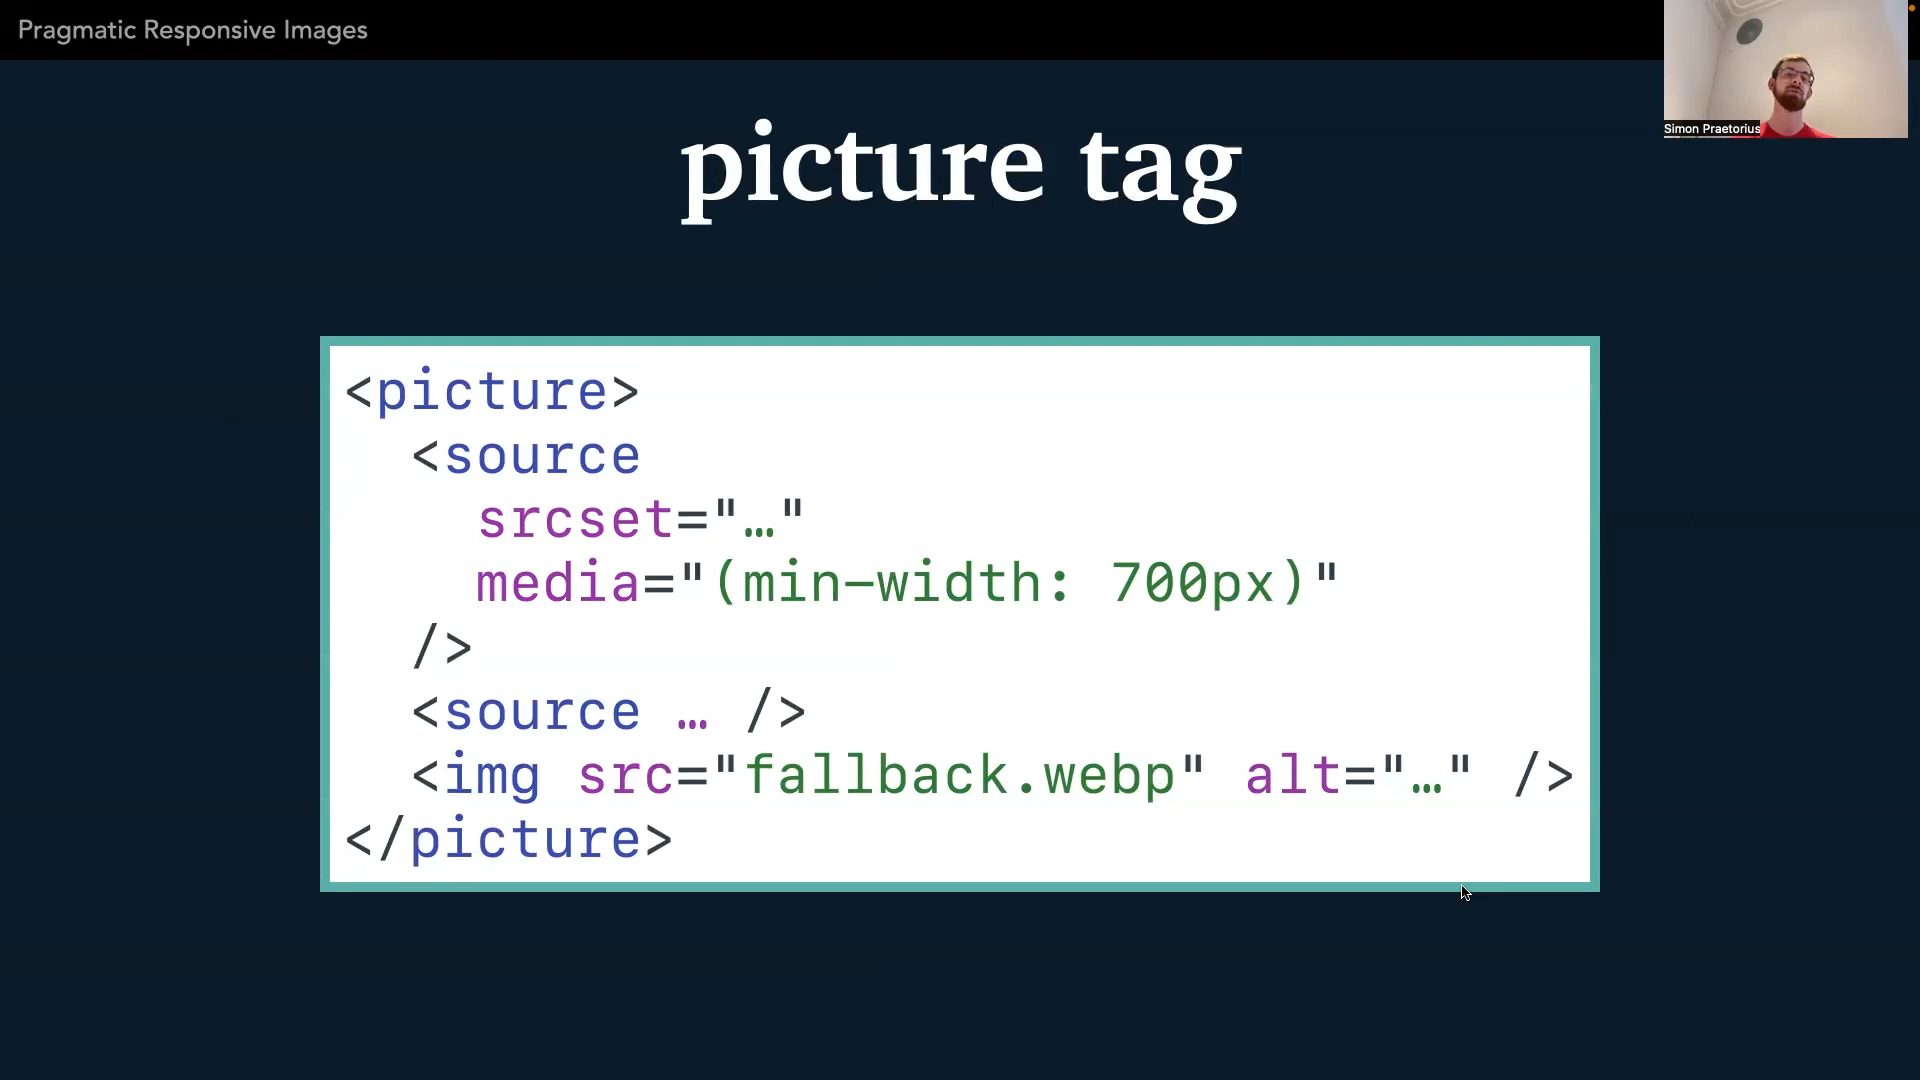 Pragmatic Responsive Images
Simon Praetorius
picture tag
<picture>
  <source
    srcset="…"
    media="(min-width: 700px)"
  />
  <source … />
  <img src="fallback.webp" alt="…" />
</picture>